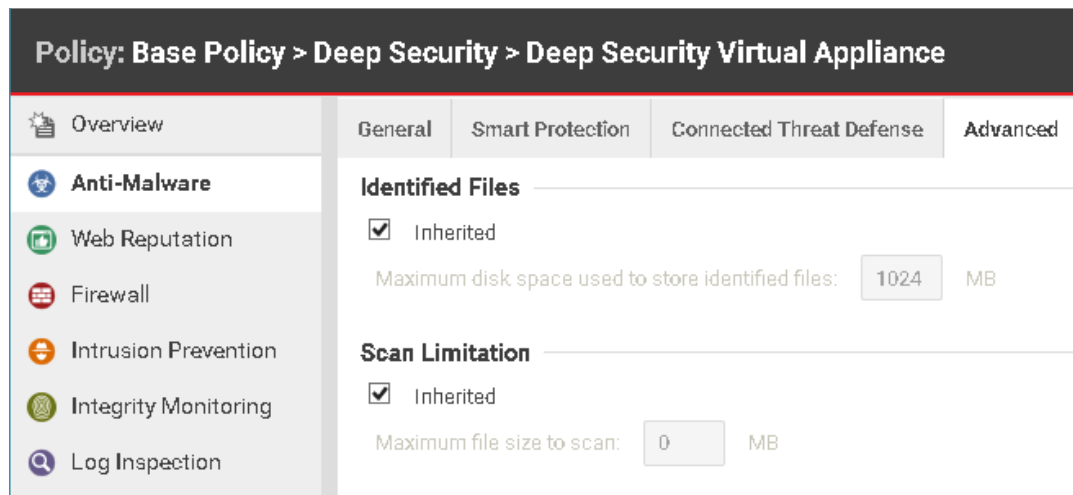 Policy: Base Policy > Deep Security > Deep Security Virtual Appliance
Overview
Anti-Malware
Web Reputation
Firewall
Intrusion Prevention
Integrity Monitoring
Log Inspection
General Smart Protection Connected Threat Defense Advanced
Identified Files
Inherited
Maximum disk space used to store identified files: 1024 MB
Scan Limitation
Inherited
Maximum file size to scan: 0 MB